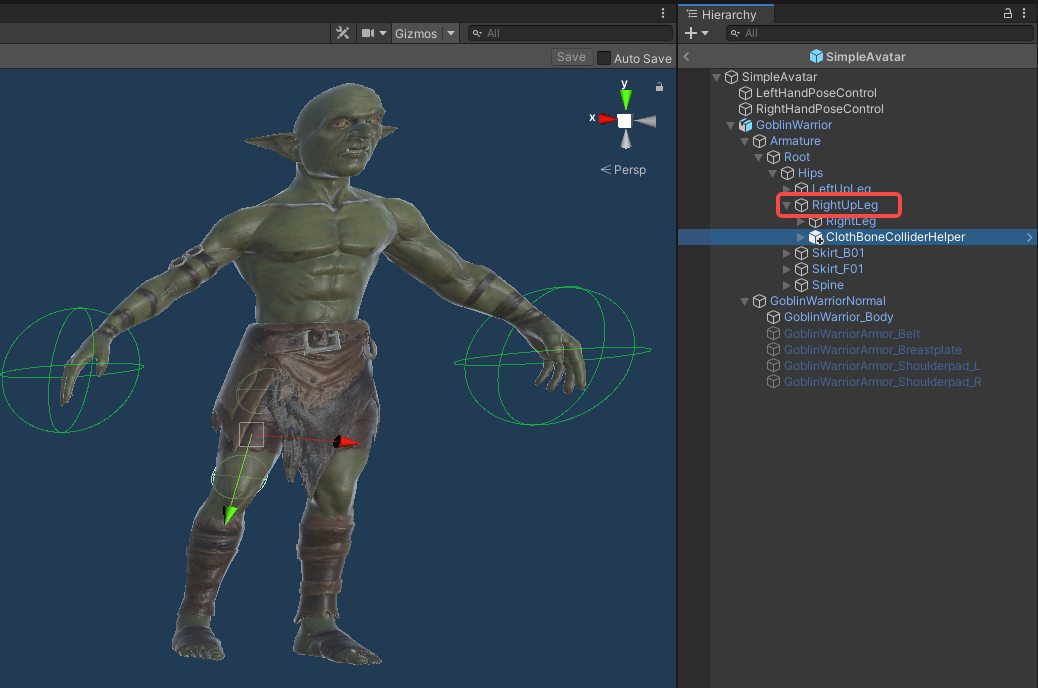 Hierarchy
Gizmos
All
All
Save
Auto Save
SimpleAvatar
y
x
Persp
SimpleAvatar
LeftHandPoseControl
RightHandPoseControl
GoblinWarrior
Armature
Root
Hips
LeftUpLeg
RightUpLeg
RightLeg
ClothBoneColliderHelper
Skirt_B01
Skirt_F01
Spine
GoblinWarriorNormal
GoblinWarrior_Body
GoblinWarriorArmor_Belt
GoblinWarriorArmor_Breastplate
GoblinWarriorArmor_Shoulderpad_L
GoblinWarriorArmor_Shoulderpad_R